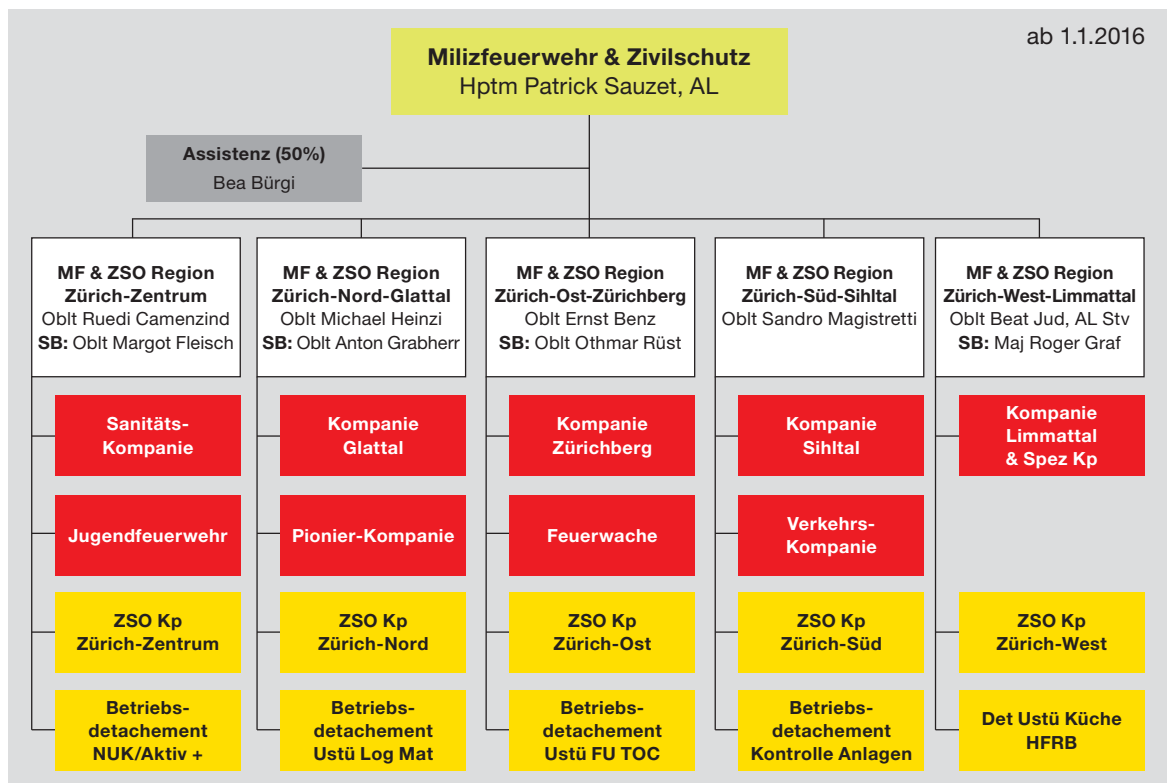 ab 1.1.2016
Milizfeuerwehr & Zivilschutz
Hptm Patrick Sauzet, AL
Assistenz (50%)
Bea Bürgi
MF & ZSO Region
Zürich-Zentrum
Oblt Ruedi Camenzind
SB: Oblt Margot Fleisch
MF & ZSO Region
Zürich-Nord-Glattal
Oblt Michael Heinzi
SB: Oblt Anton Grabherr
MF & ZSO Region
Zürich-Ost-Zürichberg
Oblt Ernst Benz
SB: Oblt Othmar Rüst
MF & ZSO Region
Zürich-Süd-Sihltal
Oblt Sandro Magistretti
MF & ZSO Region
Zürich-West-Limmattal
Oblt Beat Jud, AL Stv
SB: Maj Roger Graf
Sanitäts-
Kompanie
Kompanie
Glattal
Kompanie
Zürichberg
Kompanie
Sihltal
Kompanie
Limmattal
& Spez Kp
Jugendfeuerwehr
Pionier-Kompanie
Feuerwache
Verkehrs-
Kompanie
ZSO Kp
Zürich-Zentrum
ZSO Kp
Zürich-Nord
ZSO Kp
Zürich-Ost
ZSO Kp
Zürich-Süd
ZSO Kp
Zürich-West
Betriebs-
detachement
NUK/Aktiv +
Betriebs-
detachement
Ustü Log Mat
Betriebs-
detachement
Ustü FU TOC
Betriebs-
detachement
Kontrolle Anlagen
Det Ustü Küche
HFRB